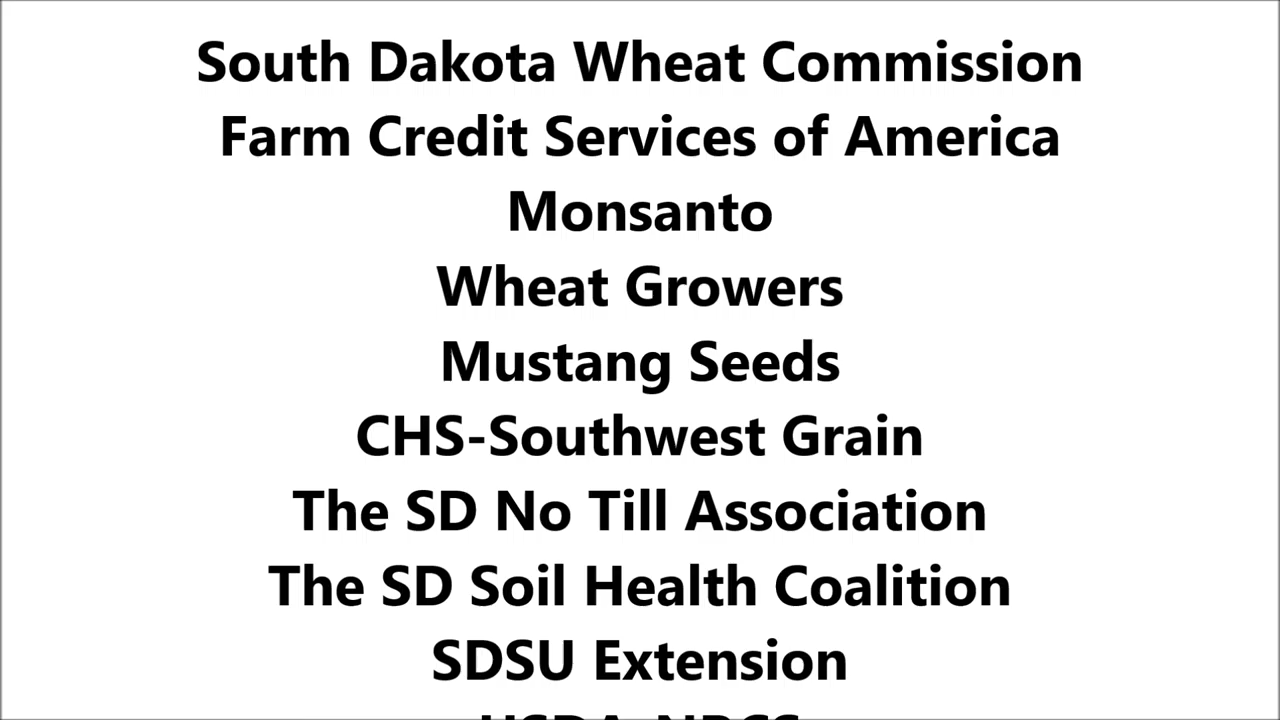 South Dakota Wheat Commission
Farm Credit Services of America
Monsanto
Wheat Growers
Mustang Seeds
CHS-Southwest Grain
The SD No Till Association
The SD Soil Health Coalition
SDSU Extension